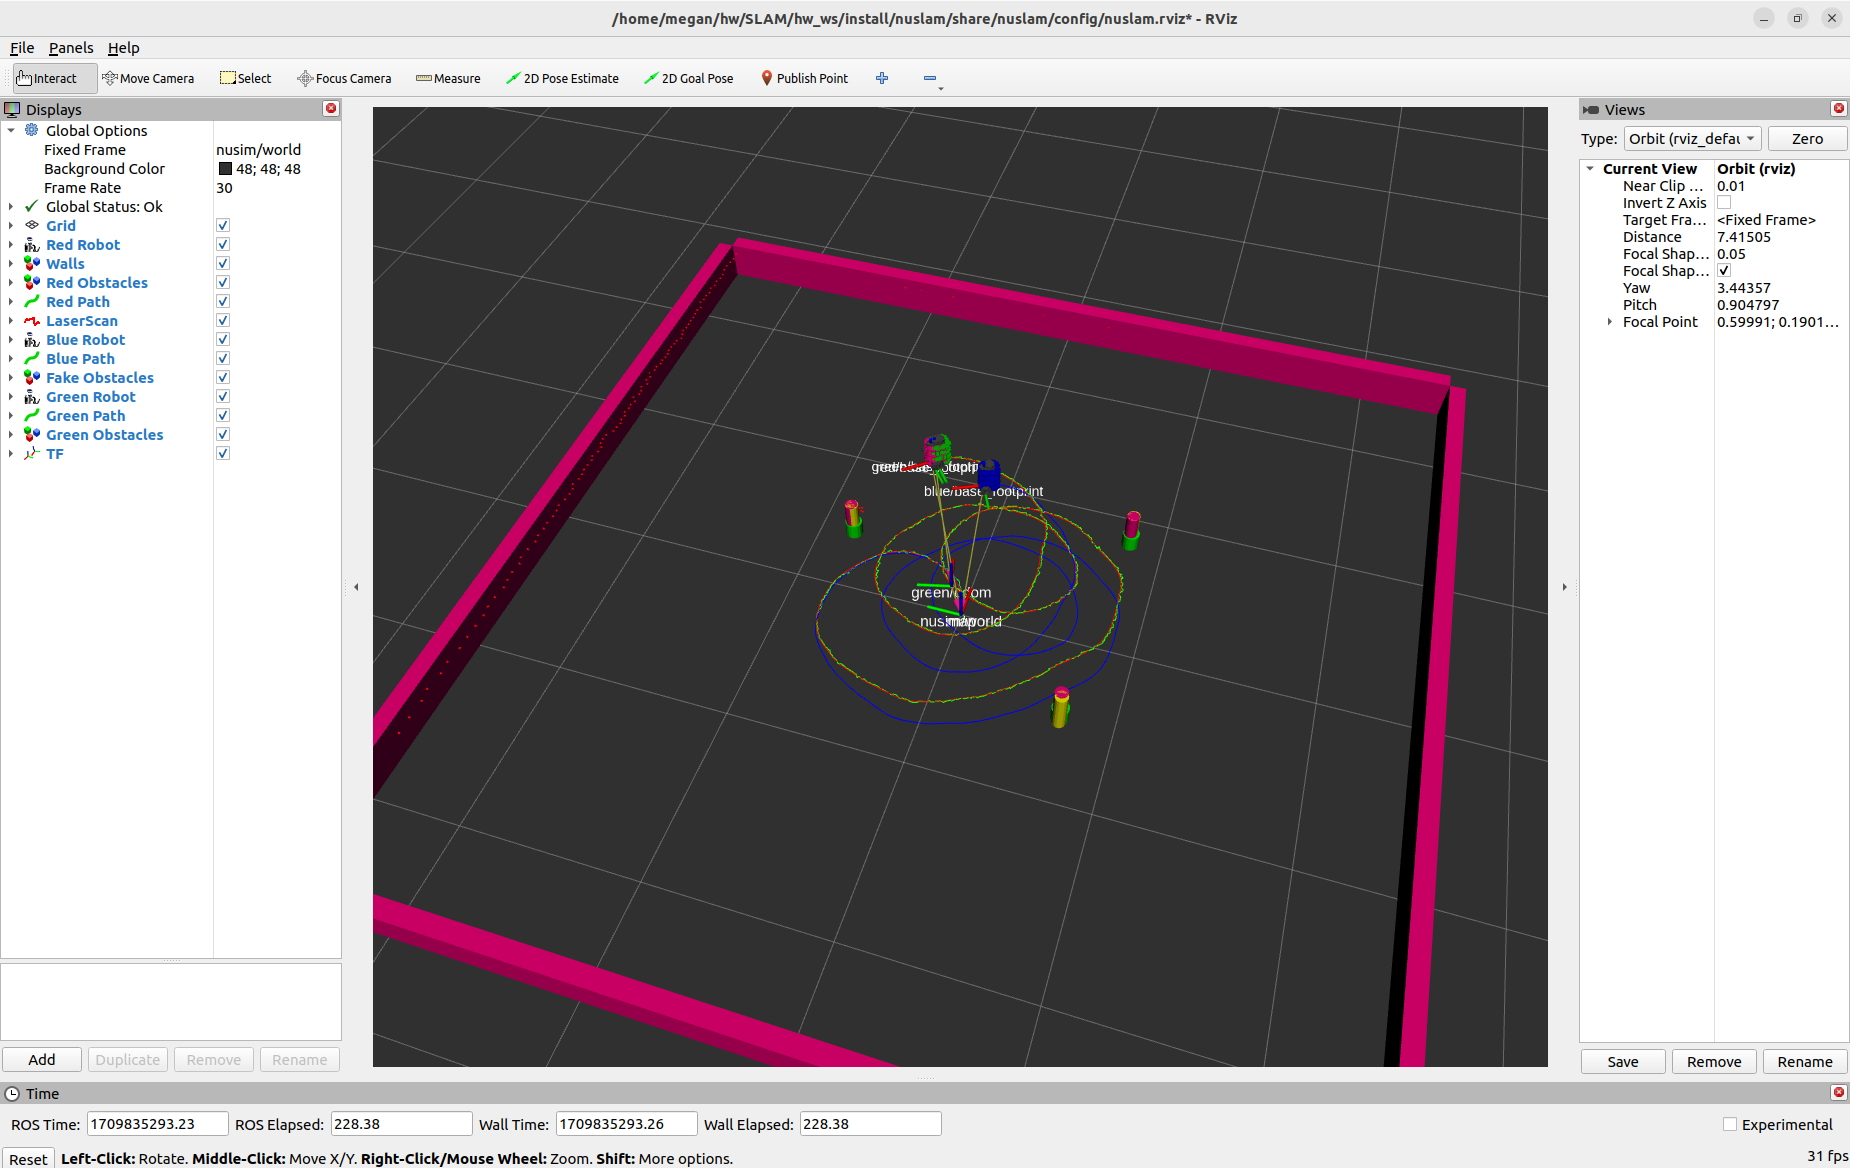 /home/megan/hw/SLAM/hw_ws/install/nuslam/share/nuslam/config/nuslam.rviz* - RViz
File Panels Help
Interact Move Camera Select Focus Camera Measure 2D Pose Estimate 2D Goal Pose Publish Point
Displays
Global Options
Fixed Frame nusim/world
Background Color 48; 48; 48
Frame Rate 30
Global Status: Ok
Grid
Red Robot
Walls
Red Obstacles
Red Path
LaserScan
Blue Robot
Blue Path
Fake Obstacles
Green Robot
Green Path
Green Obstacles
TF
Add Duplicate Remove Rename
blue/base_footprint
Views
Type: Orbit (rviz_defau Zero
Current View Orbit (rviz)
Near Clip ... 0.01
Invert Z Axis
Target Fra... <Fixed Frame>
Distance 7.41505
Focal Shap... 0.05
Focal Shap...
Yaw 3.44357
Pitch 0.904797
Focal Point 0.59991; 0.1901...
Save Remove Rename
Time
ROS Time: 1709835293.23 ROS Elapsed: 228.38 Wall Time: 1709835293.26 Wall Elapsed: 228.38 Experimental
Reset Left-Click: Rotate. Middle-Click: Move X/Y. Right-Click/Mouse Wheel: Zoom. Shift: More options. 31 fps